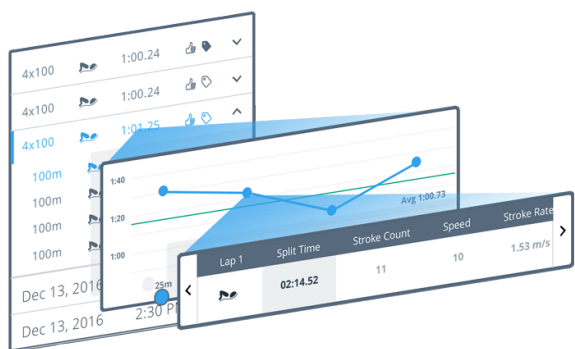 4x100 1:00.24
4x100 1:00.24
4x100 1:01.25
100m
100m
100m
100m
Dec 13, 2016
Dec 13, 2016 2:30
1:40
1:20
1:00
25m
Avg 1:00.73
Lap 1 Split Time Stroke Count Speed Stroke Rate
02:14.52 11 10 1.53 m/s